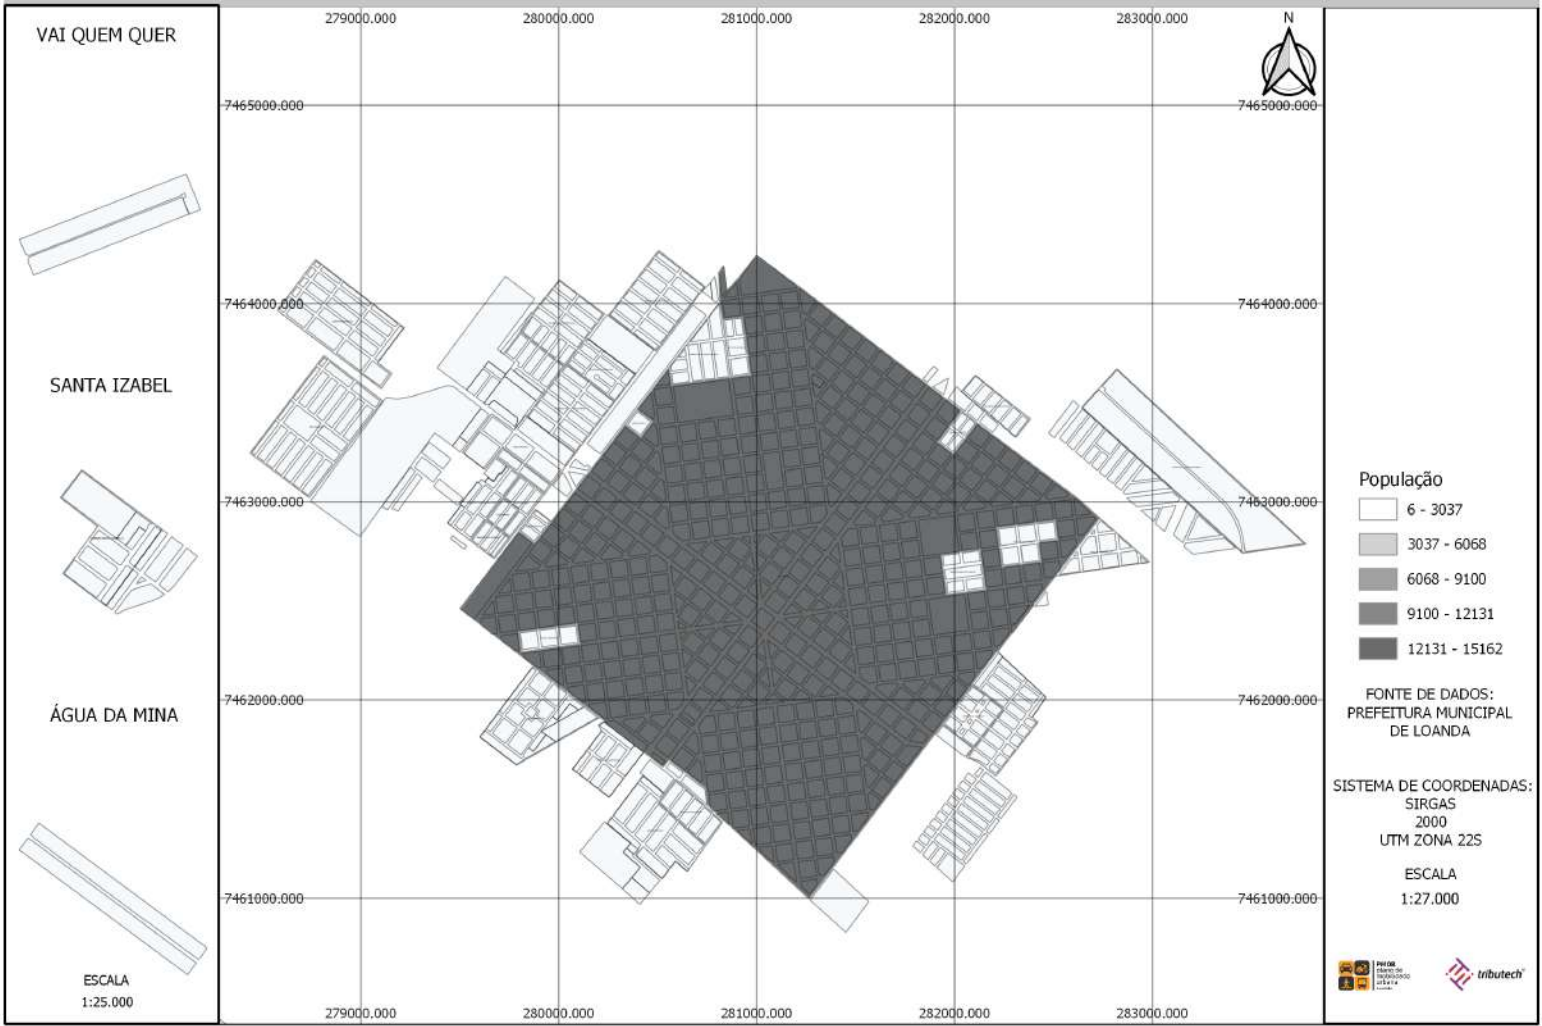 VAI QUEM QUER
SANTA IZABEL
ÁGUA DA MINA
ESCALA
1:25.000
279000.000
280000.000
281000.000
282000.000
283000.000
N
7465000.000
7465000.000
7464000.000
7464000.000
7463000.000
7463000.000
7462000.000
7462000.000
7461000.000
7461000.000
279000.000
280000.000
281000.000
282000.000
283000.000
População
6 - 3037
3037 - 6068
6068 - 9100
9100 - 12131
12131 - 15162
FONTE DE DADOS:
PREFEITURA MUNICIPAL
DE LOANDA
SISTEMA DE COORDENADAS:
SIRGAS
2000
UTM ZONA 22S
ESCALA
1:27.000
plano de
mobilidade
urbana
tributech